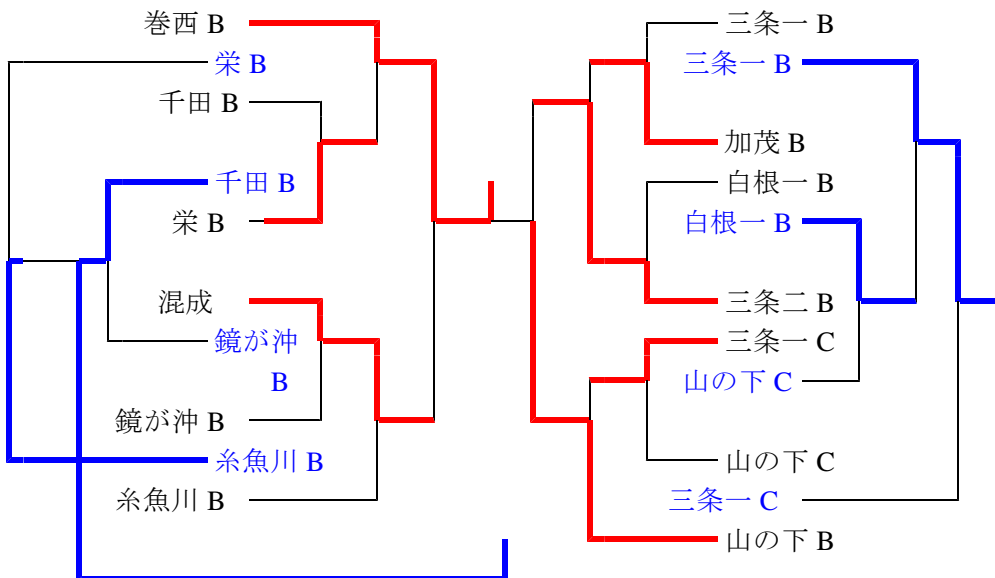 巻西 B
栄 B
千田 B
千田 B
栄 B
混成
鏡が沖
B
鏡が沖 B
糸魚川 B
糸魚川 B
三条一 B
三条一 B
加茂 B
白根一 B
白根一 B
三条二 B
三条一 C
山の下 C
山の下 C
三条一 C
山の下 B